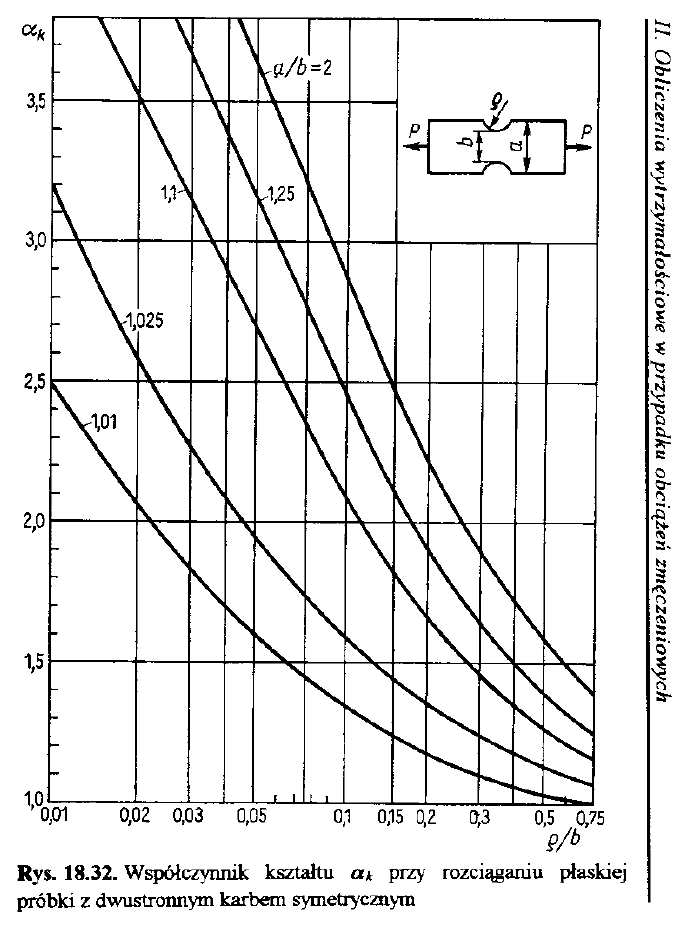 αk
3,5
3,0
2,5
2,0
1,5
1,0
a/b=2
1,25
1,1
1,025
1,01
ϱ
P
b
a
P
0,01 0,02 0,03 0,05 0,1 0,15 0,2 0,3 0,5 0,75
ϱ/b
Rys. 18.32. Współczynnik kształtu αk przy rozciąganiu płaskiej
próbki z dwustronnym karbem symetrycznym
II. Obliczenia wytrzymałościowe w przypadku obciążeń zmęczeniowych